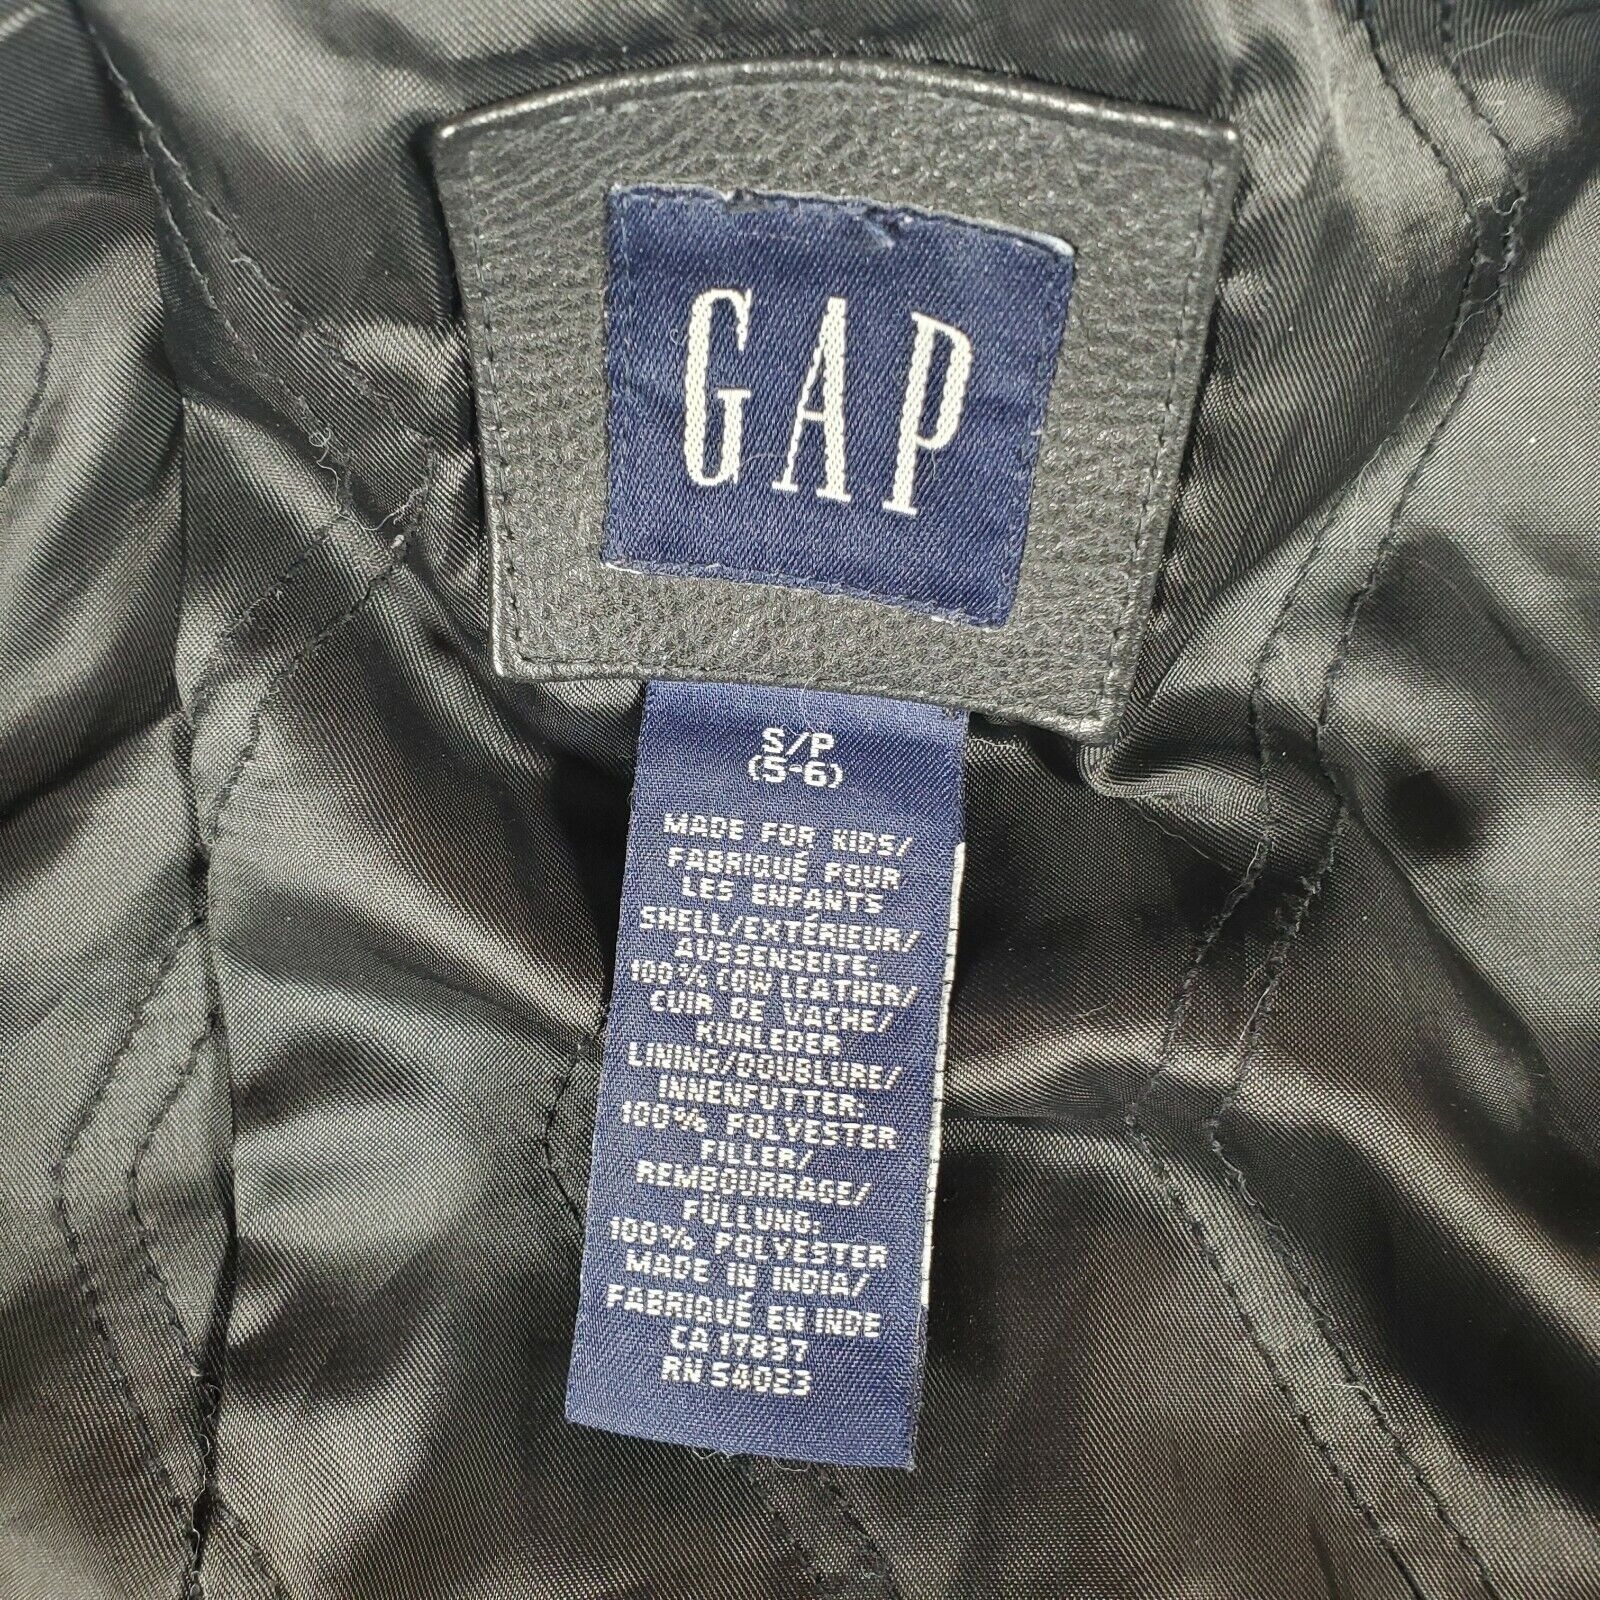 GAP
S/P
(5-6)
MADE FOR KIDS/
FABRIQUÉ POUR
LES ENFANTS
SHELL/EXTÉRIEUR/
AUSSENSEITE:
100% COW LEATHER/
CUIR DE VACHE/
KUHLEDER
LINING/DOUBLURE/
INNENFUTTER:
100% POLYESTER
FILLER/
REMBOURRAGE/
FÜLLUNG:
100% POLYESTER
MADE IN INDIA/
FABRIQUÉ EN INDE
CA 17897
RN 54023